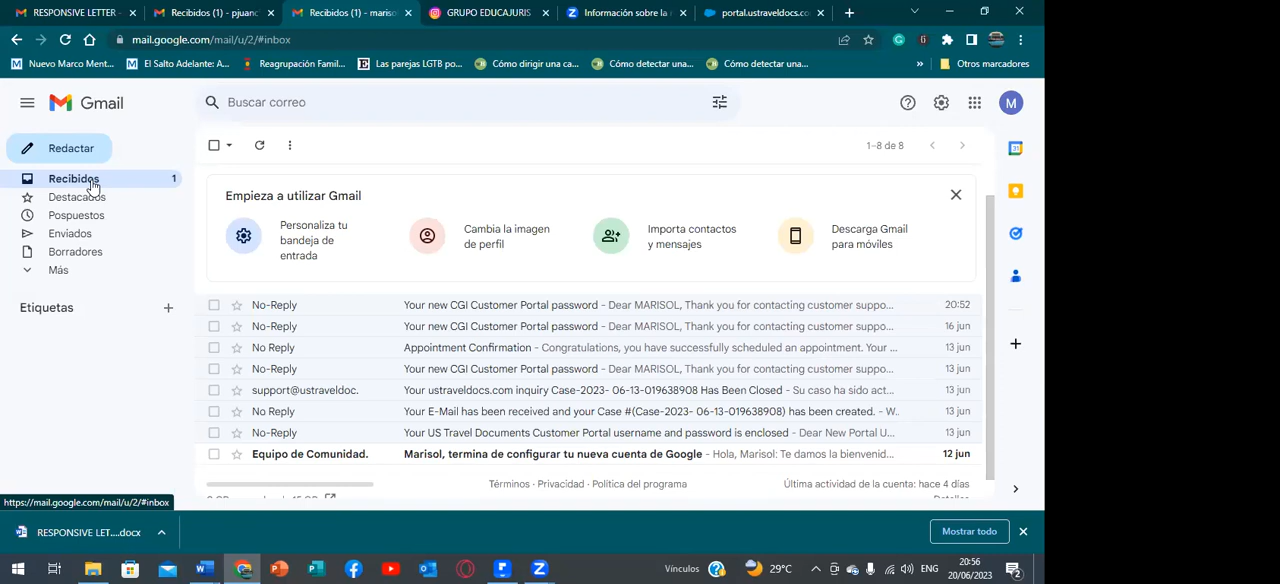 RESPONSIVE LETTER -
Recibidos (1) - pjuanc
Recibidos (1) - mariso
GRUPO EDUCAJURIS
Información sobre la
portal.ustraveldocs.co
mail.google.com/mail/u/2/#inbox
Nuevo Marco Ment...
El Salto Adelante: A...
Reagrupación Famil...
Las parejas LGTB po...
Cómo dirigir una ca...
Cómo detectar una...
Cómo detectar una...
»
Otros marcadores
Gmail
Buscar correo
M
Redactar
1–8 de 8
Recibidos 1
Destacados
Pospuestos
Enviados
Borradores
Más
Etiquetas +
Empieza a utilizar Gmail
Personaliza tu
bandeja de
entrada
Cambia la imagen
de perfil
Importa contactos
y mensajes
Descarga Gmail
para móviles
No-Reply Your new CGI Customer Portal password - Dear MARISOL, Thank you for contacting customer suppo... 20:52
No-Reply Your new CGI Customer Portal password - Dear MARISOL, Thank you for contacting customer suppo... 16 jun
No Reply Appointment Confirmation - Congratulations, you have successfully scheduled an appointment. Your ... 13 jun
No-Reply Your new CGI Customer Portal password - Dear MARISOL, Thank you for contacting customer suppo... 13 jun
support@ustraveldoc. Your ustraveldocs.com inquiry Case-2023- 06-13-019638908 Has Been Closed - Su caso ha sido act... 13 jun
No Reply Your E-Mail has been received and your Case #(Case-2023- 06-13-019638908) has been created. - W.. 13 jun
No-Reply Your US Travel Documents Customer Portal username and password is enclosed - Dear New Portal U... 13 jun
Equipo de Comunidad. Marisol, termina de configurar tu nueva cuenta de Google - Hola, Marisol: Te damos la bienvenid... 12 jun
Términos · Privacidad · Política del programa
Última actividad de la cuenta: hace 4 días
https://mail.google.com/mail/u/2/#inbox
RESPONSIVE LET....docx
Mostrar todo
Vínculos
29°C
ENG
20:56
20/06/2023
2